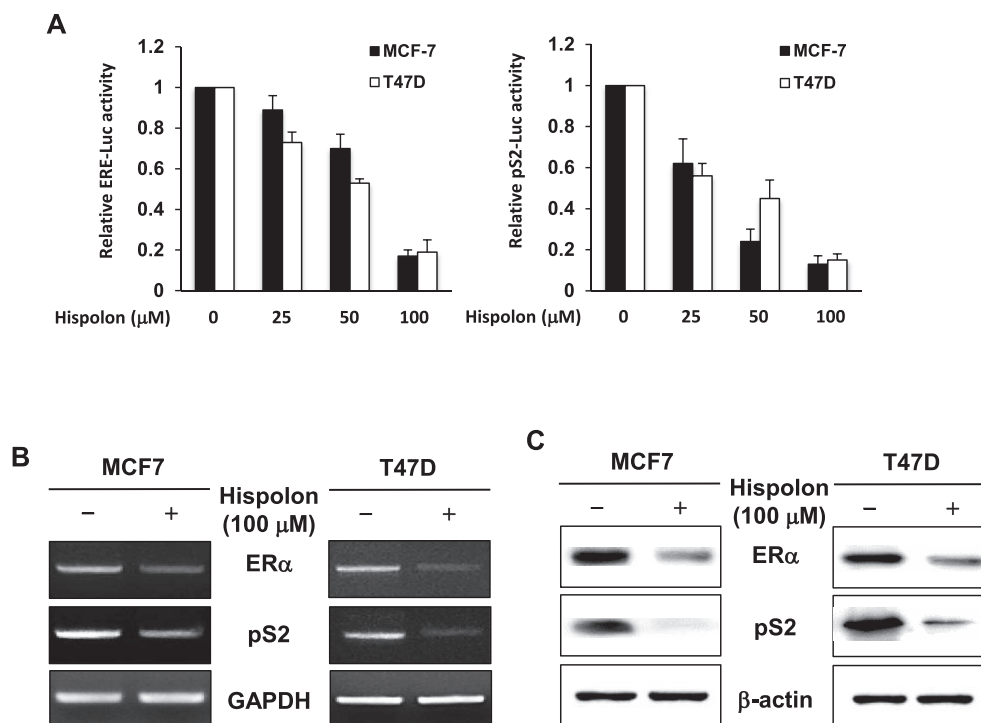 A
Relative ERE-Luc activity
1.2
1
0.8
0.6
0.4
0.2
0
MCF-7
T47D
Hispolon (μM)
0 25 50 100
Relative pS2-Luc activity
1.2
1
0.8
0.6
0.4
0.2
0
MCF-7
T47D
Hispolon (μM)
0 25 50 100
B
MCF7
T47D
Hispolon
(100 μM)
− +
− +
ERα
pS2
GAPDH
C
MCF7
T47D
Hispolon
(100 μM)
− +
− +
ERα
pS2
β-actin